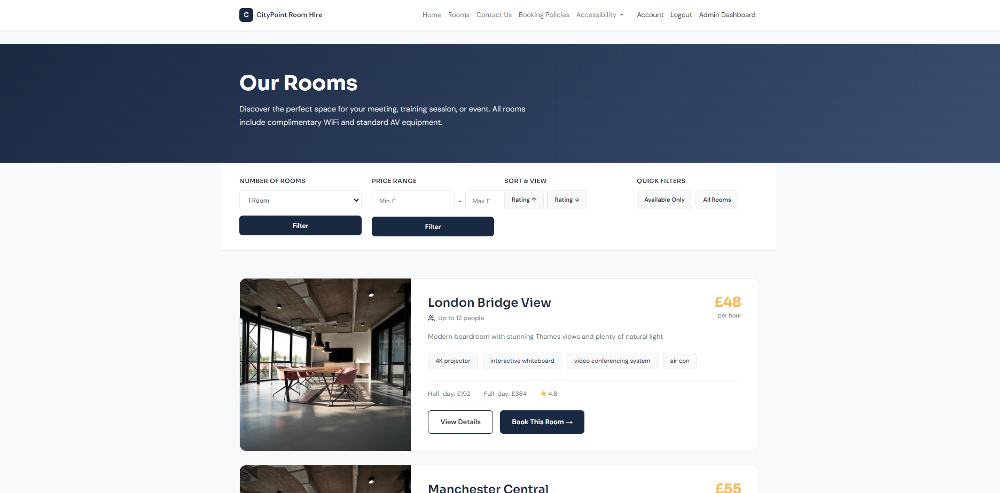 C CityPoint Room Hire Home Rooms Contact Us Booking Policies Accessibility Account Logout Admin Dashboard
Our Rooms
Discover the perfect space for your meeting, training session, or event. All rooms
include complimentary WiFi and standard AV equipment.
NUMBER OF ROOMS PRICE RANGE SORT & VIEW QUICK FILTERS
1 Room Min £ – Max £ Rating ↑ Rating ↓ Available Only All Rooms
Filter Filter
London Bridge View £48
Up to 12 people per hour
Modern boardroom with stunning Thames views and plenty of natural light
4K projector interactive whiteboard video conferencing system air con
Half-day: £192 Full-day: £384 ★ 4.8
View Details Book This Room →
Manchester Central £55